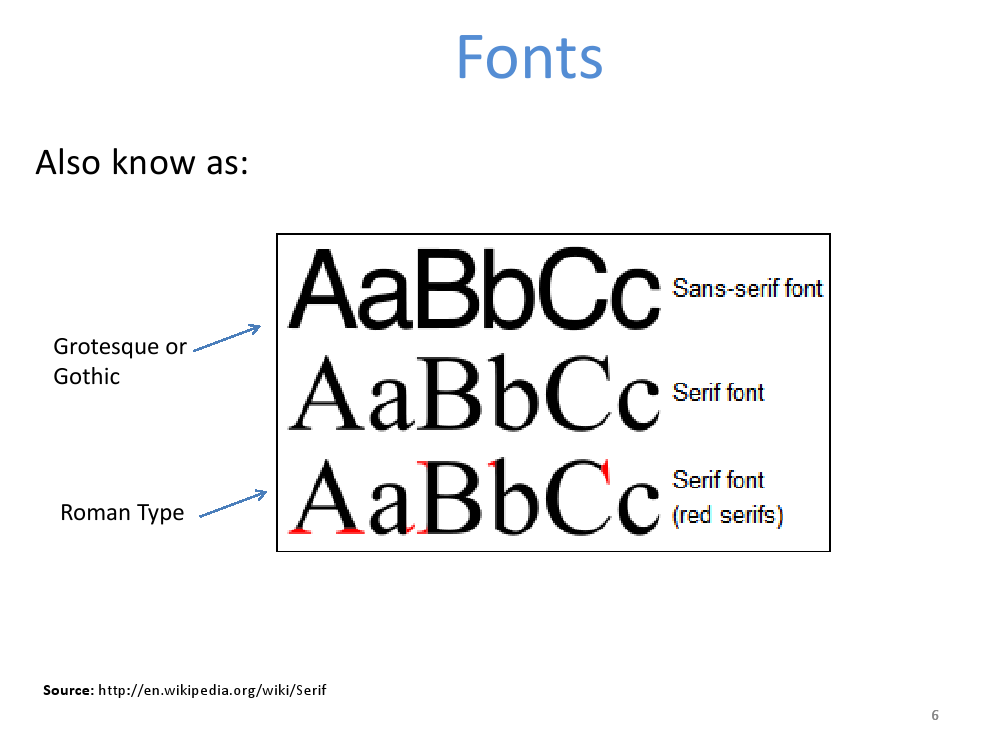 Fonts
Also know as:
AaBbCc Sans-serif font
Grotesque or
Gothic
AaBbCc Serif font
Roman Type
AaBbCc Serif font
(red serifs)
Source: http://en.wikipedia.org/wiki/Serif
6